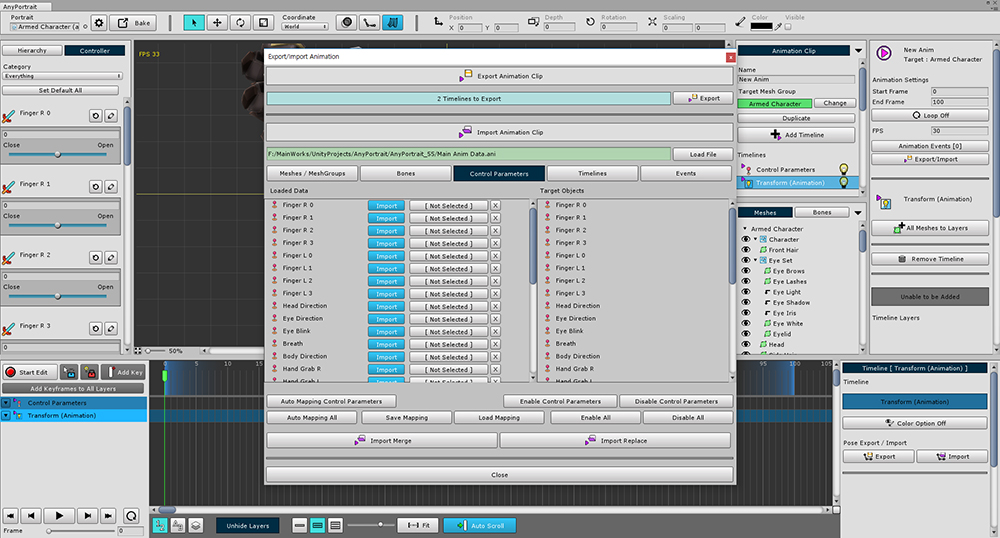 AnyPortrait
Portrait
Armed Character (a
Bake
Coordinate
World
Position
X
0
Y
0
Depth
0
Rotation
0
Scaling
X
0
Y
0
Color
Visible
Hierarchy
Controller
Category
Everything
Set Default All
Finger R 0
0
Close
Open
Finger R 1
0
Close
Open
Finger R 2
0
Close
Open
Finger R 3
0
Close
Open
FPS 33
50%
Export/Import Animation
x
Export Animation Clip
2 Timelines to Export
Export
Import Animation Clip
F:/MainWorks/UnityProjects/AnyPortrait/AnyPortrait_5S/Main Anim Data.ani
Load File
Meshes / MeshGroups
Bones
Control Parameters
Timelines
Events
Loaded Data
Target Objects
Finger R 0 Import [ Not Selected ] X Finger R 0
Finger R 1 Import [ Not Selected ] X Finger R 1
Finger R 2 Import [ Not Selected ] X Finger R 2
Finger R 3 Import [ Not Selected ] X Finger R 3
Finger L 0 Import [ Not Selected ] X Finger L 0
Finger L 1 Import [ Not Selected ] X Finger L 1
Finger L 2 Import [ Not Selected ] X Finger L 2
Finger L 3 Import [ Not Selected ] X Finger L 3
Head Direction Import [ Not Selected ] X Head Direction
Eye Direction Import [ Not Selected ] X Eye Direction
Eye Blink Import [ Not Selected ] X Eye Blink
Breath Import [ Not Selected ] X Breath
Body Direction Import [ Not Selected ] X Body Direction
Hand Grab R Import [ Not Selected ] X Hand Grab R
Hand Grab L Import [ Not Selected ] X Hand Grab L
Auto Mapping Control Parameters
Enable Control Parameters
Disable Control Parameters
Auto Mapping All
Save Mapping
Load Mapping
Enable All
Disable All
Import Merge
Import Replace
Close
Animation Clip
Name
New Anim
Target Mesh Group
Armed Character
Change
Duplicate
Add Timeline
Timelines
Control Parameters
Transform (Animation)
Meshes
Bones
Armed Character
Character
Front Hair
Eye Set
Eye Brows
Eye Lashes
Eye Light
Eye Shadow
Eye Iris
Eye White
Eyelid
Head
New Anim
Target : Armed Character
Animation Settings
Start Frame
0
End Frame
100
Loop Off
FPS
30
Animation Events [0]
Export/Import
Transform (Animation)
All Meshes to Layers
Remove Timeline
Unable to be Added
Timeline Layers
Start Edit
Add Key
Add Keyframes to All Layers
Control Parameters
Transform (Animation)
0
5
95
100
105
Frame
0
Unhide Layers
Fit
Auto Scroll
Timeline [ Transform (Animation) ]
Timeline
Transform (Animation)
Color Option Off
Pose Export / Import
Export
Import